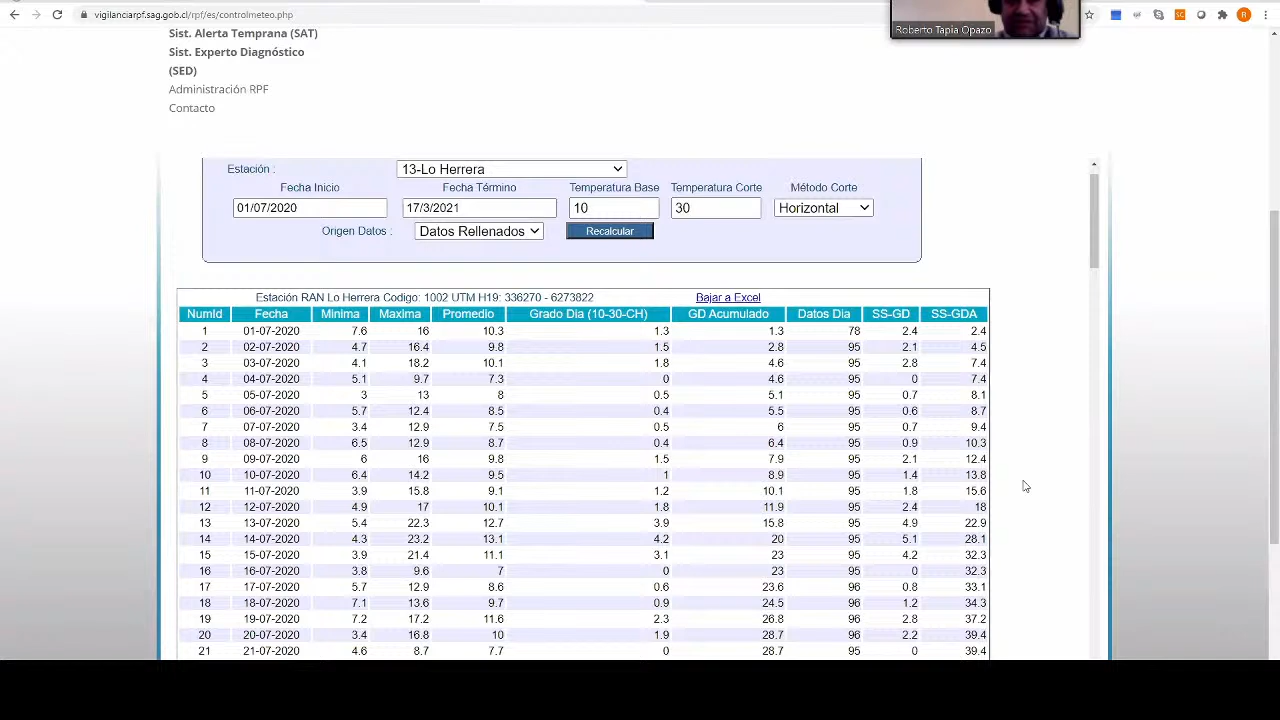 vigilanciarpf.sag.gob.cl/rpf/es/controlmeteo.php
Roberto Tapia Opazo
Sist. Alerta Temprana (SAT)
Sist. Experto Diagnóstico
(SED)
Administración RPF
Contacto
Estación : 13-Lo Herrera
Fecha Inicio Fecha Término Temperatura Base Temperatura Corte Método Corte
01/07/2020 17/3/2021 10 30 Horizontal
Origen Datos : Datos Rellenados Recalcular
Estación RAN Lo Herrera Codigo: 1002 UTM H19: 336270 - 6273822 Bajar a Excel
NumId Fecha Minima Maxima Promedio Grado Dia (10-30-CH) GD Acumulado Datos Dia SS-GD SS-GDA
1 01-07-2020 7.6 16 10.3 1.3 1.3 78 2.4 2.4
2 02-07-2020 4.7 16.4 9.8 1.5 2.8 95 2.1 4.5
3 03-07-2020 4.1 18.2 10.1 1.8 4.6 95 2.8 7.4
4 04-07-2020 5.1 9.7 7.3 0 4.6 95 0 7.4
5 05-07-2020 3 13 8 0.5 5.1 95 0.7 8.1
6 06-07-2020 5.7 12.4 8.5 0.4 5.5 95 0.6 8.7
7 07-07-2020 3.4 12.9 7.5 0.5 6 95 0.7 9.4
8 08-07-2020 6.5 12.9 8.7 0.4 6.4 95 0.9 10.3
9 09-07-2020 6 16 9.8 1.5 7.9 95 2.1 12.4
10 10-07-2020 6.4 14.2 9.5 1 8.9 95 1.4 13.8
11 11-07-2020 3.9 15.8 9.1 1.2 10.1 95 1.8 15.6
12 12-07-2020 4.9 17 10.1 1.8 11.9 95 2.4 18
13 13-07-2020 5.4 22.3 12.7 3.9 15.8 95 4.9 22.9
14 14-07-2020 4.3 23.2 13.1 4.2 20 95 5.1 28.1
15 15-07-2020 3.9 21.4 11.1 3.1 23 95 4.2 32.3
16 16-07-2020 3.8 9.6 7 0 23 95 0 32.3
17 17-07-2020 5.7 12.9 8.6 0.6 23.6 96 0.8 33.1
18 18-07-2020 7.1 13.6 9.7 0.9 24.5 96 1.2 34.3
19 19-07-2020 7.2 17.2 11.6 2.3 26.8 96 2.8 37.2
20 20-07-2020 3.4 16.8 10 1.9 28.7 96 2.2 39.4
21 21-07-2020 4.6 8.7 7.7 0 28.7 95 0 39.4